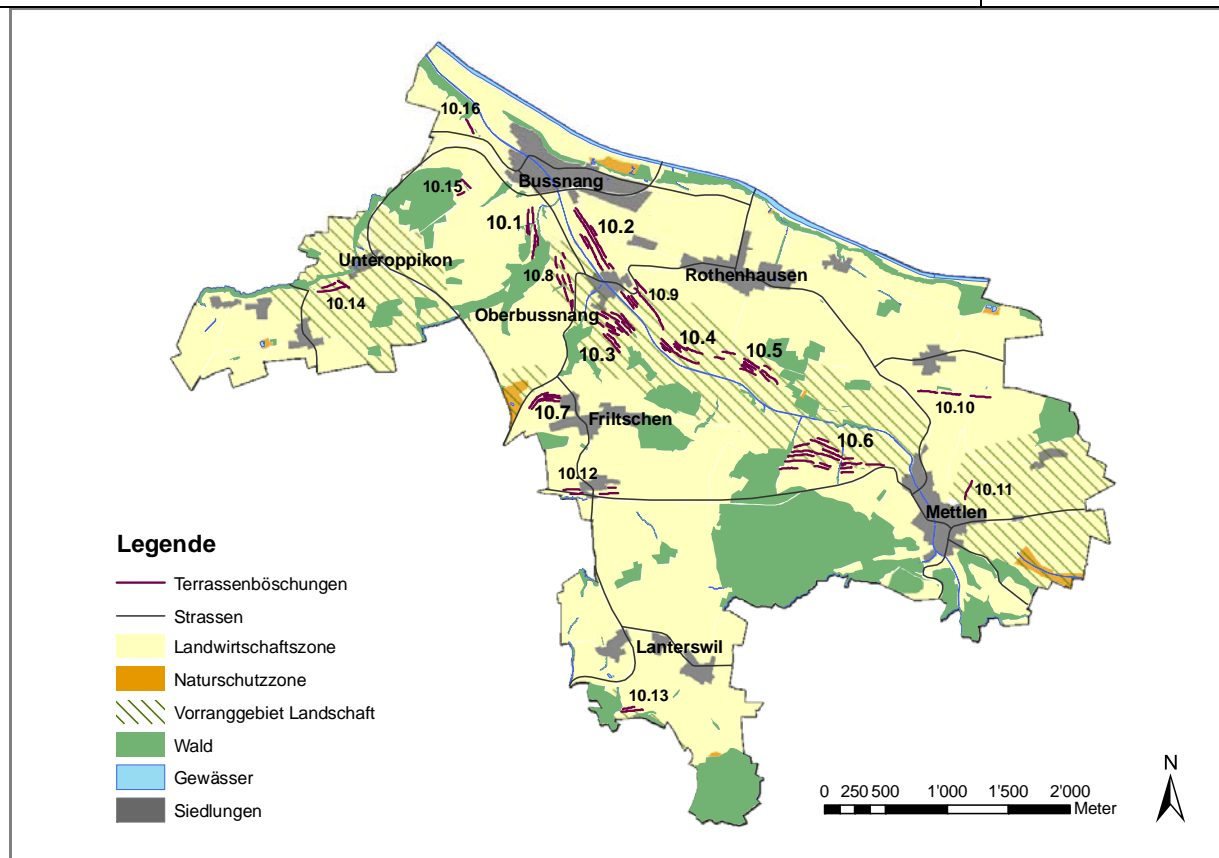 10.16
Bussnang
10.15
10.1
10.2
Unteroppikon
10.8
Rothenhausen
10.14
10.9
Oberbussnang
10.4
10.3
10.5
10.10
10.7
Friltschen
10.6
10.12
10.11
Mettlen
Lanterswil
10.13
Legende
Terrassenböschungen
Strassen
Landwirtschaftszone
Naturschutzzone
Vorranggebiet Landschaft
Wald
Gewässer
Siedlungen
0 250 500 1'000 1'500 2'000
Meter
N